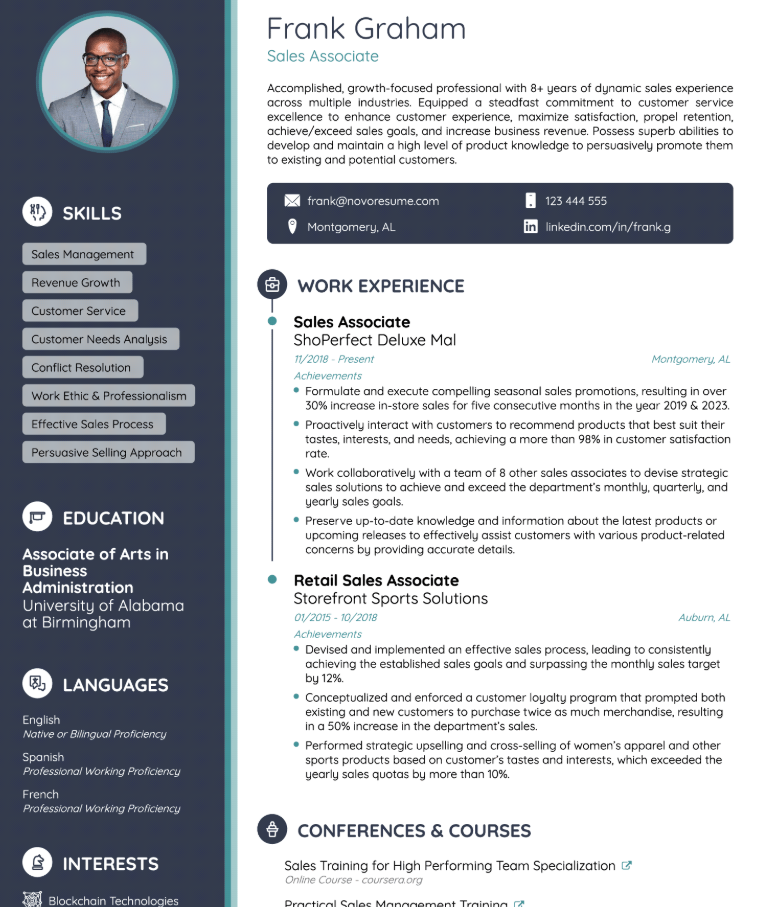 Frank Graham
Sales Associate
Accomplished, growth-focused professional with 8+ years of dynamic sales experience
across multiple industries. Equipped a steadfast commitment to customer service
excellence to enhance customer experience, maximize satisfaction, propel retention,
achieve/exceed sales goals, and increase business revenue. Possess superb abilities to
develop and maintain a high level of product knowledge to persuasively promote them
to existing and potential customers.
frank@novoresume.com
123 444 555
Montgomery, AL
linkedin.com/in/frank.g
SKILLS
Sales Management
Revenue Growth
Customer Service
Customer Needs Analysis
Conflict Resolution
Work Ethic & Professionalism
Effective Sales Process
Persuasive Selling Approach
EDUCATION
Associate of Arts in
Business
Administration
University of Alabama
at Birmingham
LANGUAGES
English
Native or Bilingual Proficiency
Spanish
Professional Working Proficiency
French
Professional Working Proficiency
INTERESTS
Blockchain Technologies
WORK EXPERIENCE
Sales Associate
ShoPerfect Deluxe Mal
11/2018 - Present
Montgomery, AL
Achievements
Formulate and execute compelling seasonal sales promotions, resulting in over
30% increase in-store sales for five consecutive months in the year 2019 & 2023.
Proactively interact with customers to recommend products that best suit their
tastes, interests, and needs, achieving a more than 98% in customer satisfaction
rate.
Work collaboratively with a team of 8 other sales associates to devise strategic
sales solutions to achieve and exceed the department's monthly, quarterly, and
yearly sales goals.
Preserve up-to-date knowledge and information about the latest products or
upcoming releases to effectively assist customers with various product-related
concerns by providing accurate details.
Retail Sales Associate
Storefront Sports Solutions
01/2015 - 10/2018
Auburn, AL
Achievements
Devised and implemented an effective sales process, leading to consistently
achieving the established sales goals and surpassing the monthly sales target
by 12%.
Conceptualized and enforced a customer loyalty program that prompted both
existing and new customers to purchase twice as much merchandise, resulting
in a 50% increase in the department's sales.
Performed strategic upselling and cross-selling of women's apparel and other
sports products based on customer's tastes and interests, which exceeded the
yearly sales quotas by more than 10%.
CONFERENCES & COURSES
Sales Training for High Performing Team Specialization
Online Course - coursera.org
Practical Sales Management Training